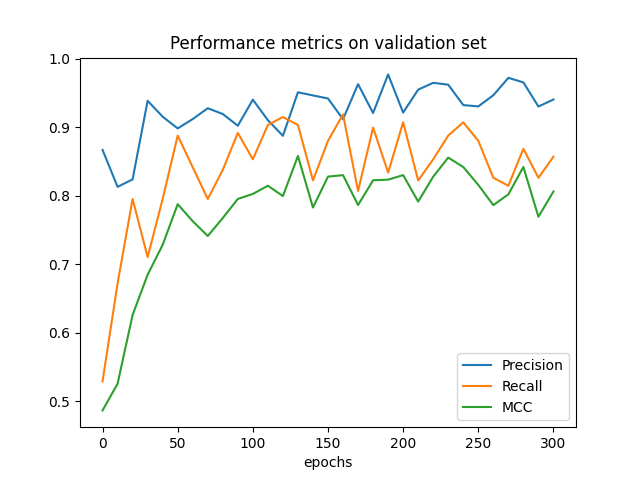 Performance metrics on validation set
1.0
0.9
0.8
0.7
0.6
0.5
0 50 100 150 200 250 300
epochs
Precision
Recall
MCC